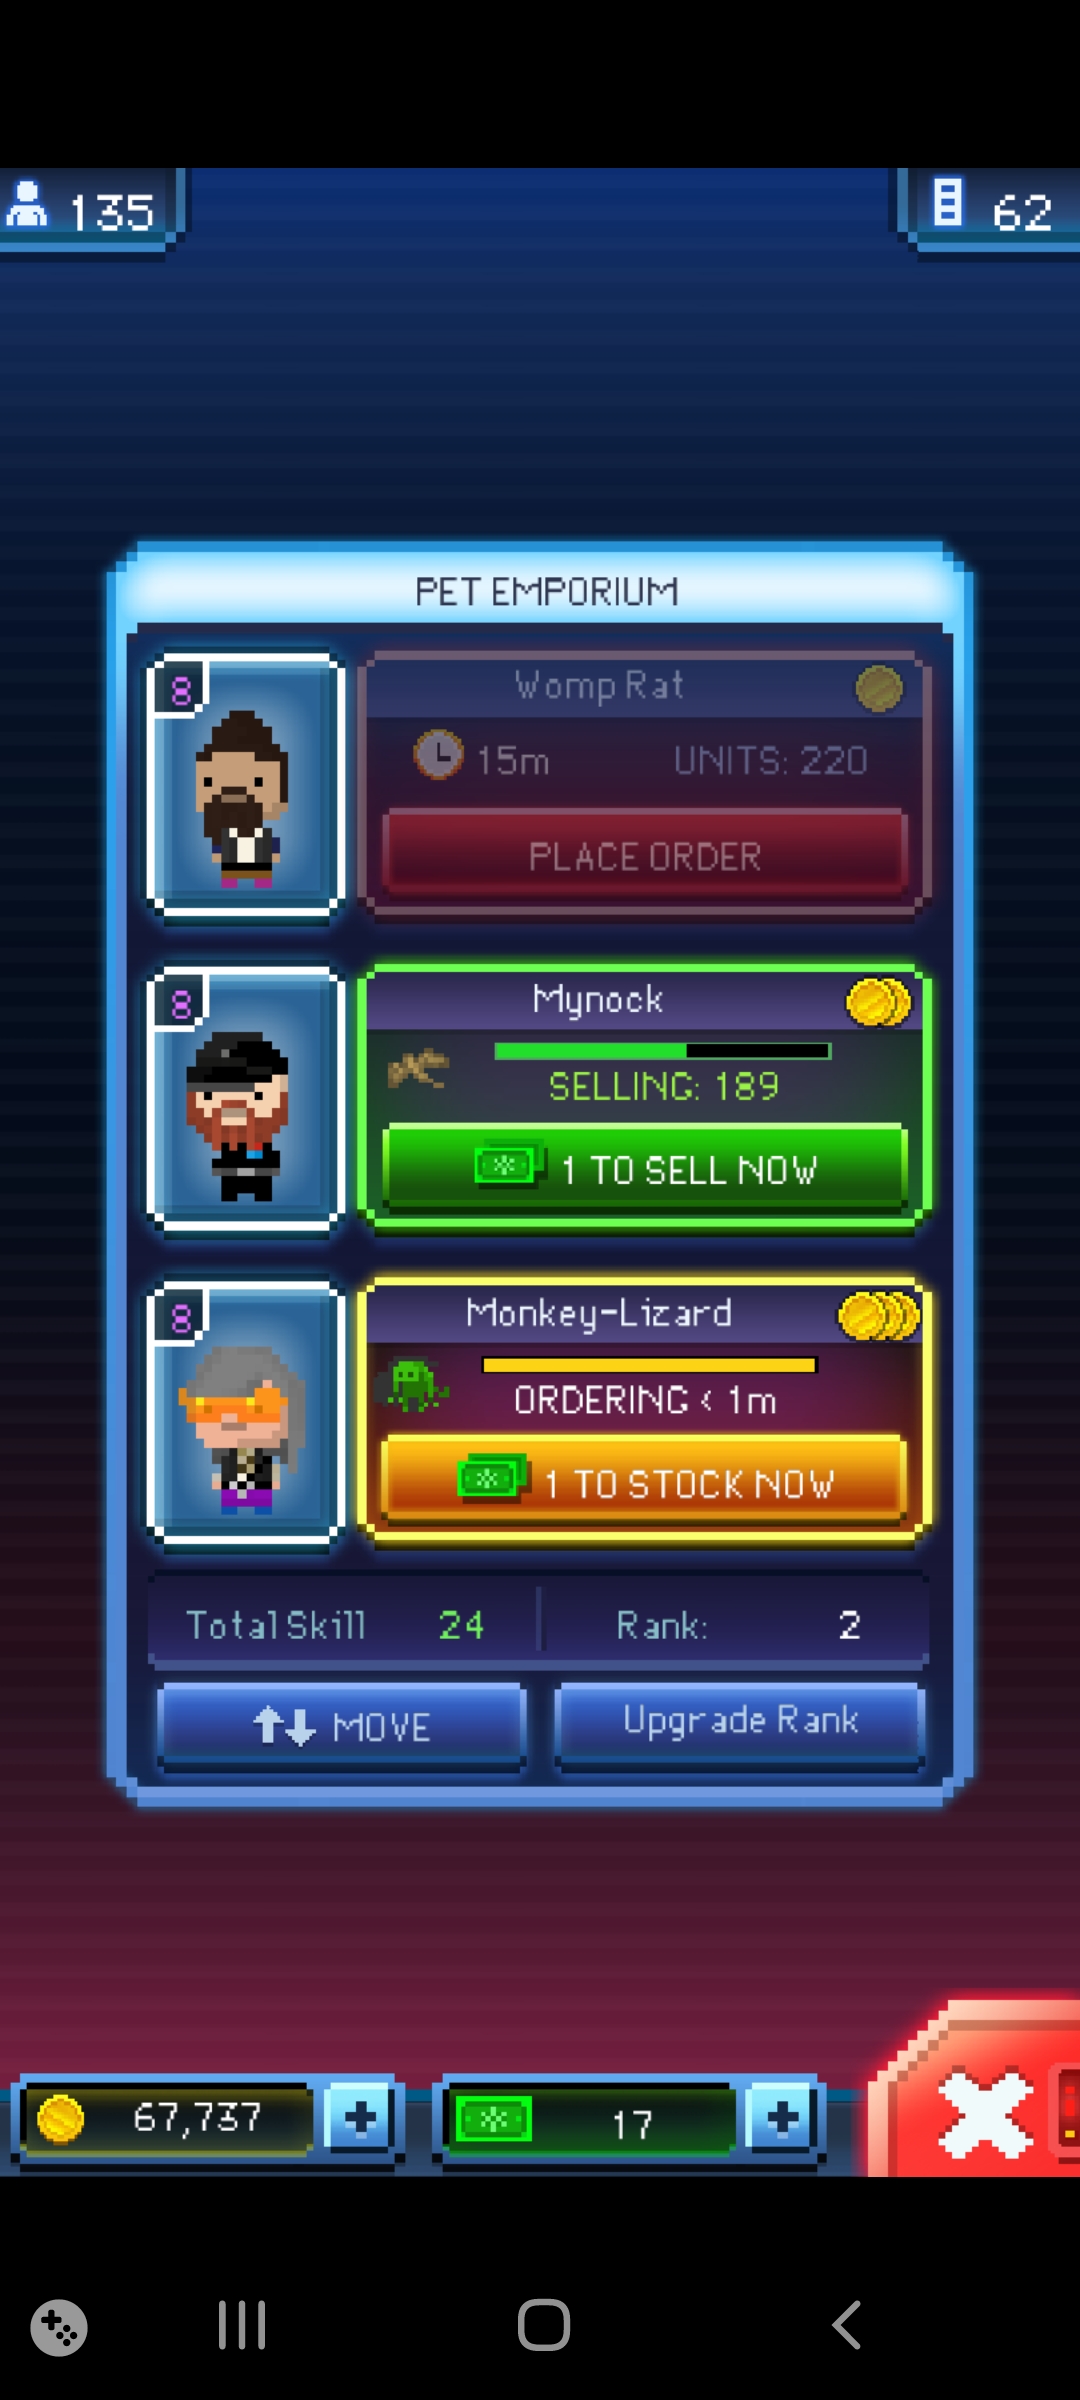 135
62
PET EMPORIUM
8
Womp Rat
15m UNITS: 220
PLACE ORDER
8
Mynock
SELLING: 189
1 TO SELL NOW
8
Monkey-Lizard
ORDERING < 1m
1 TO STOCK NOW
Total Skill 24 Rank: 2
MOVE Upgrade Rank
67,737 17